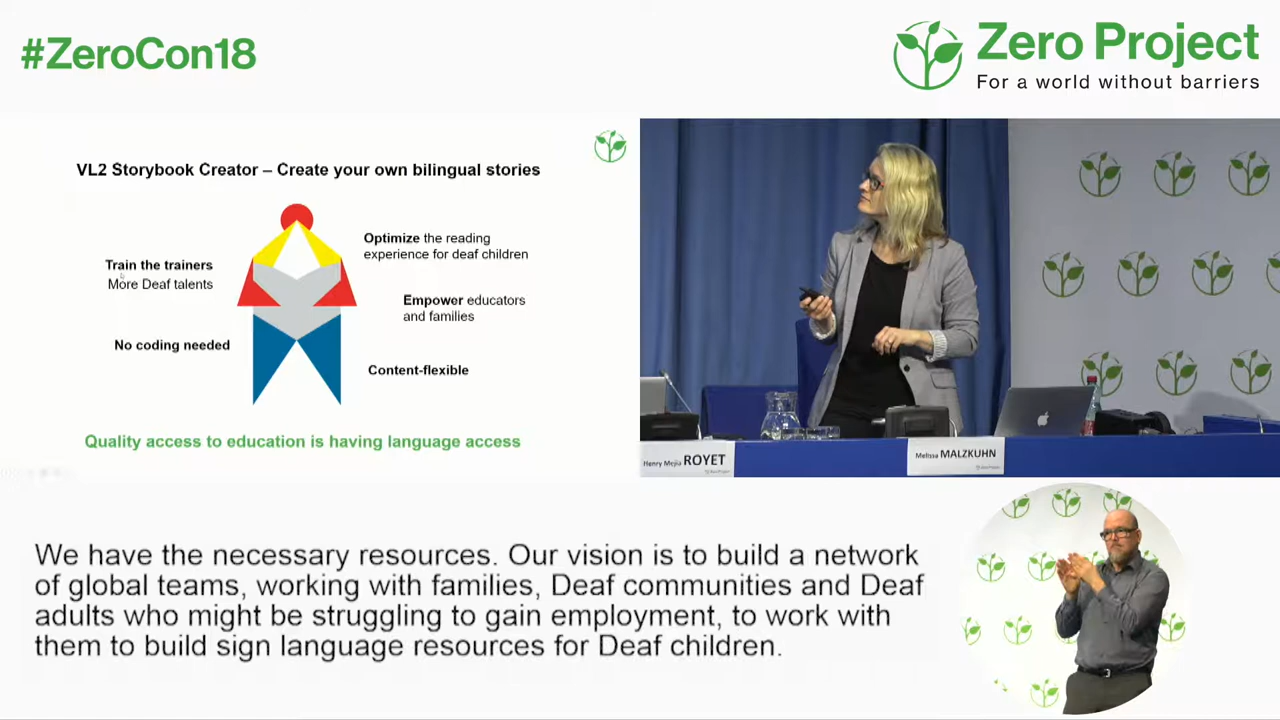 #ZeroCon18
Zero Project
For a world without barriers
VL2 Storybook Creator – Create your own bilingual stories
Optimize the reading
experience for deaf children
Train the trainers
More Deaf talents
Empower educators
and families
No coding needed
Content-flexible
Quality access to education is having language access
Henry Mejia ROYET
Melissa MALZKUHN
We have the necessary resources. Our vision is to build a network
of global teams, working with families, Deaf communities and Deaf
adults who might be struggling to gain employment, to work with
them to build sign language resources for Deaf children.